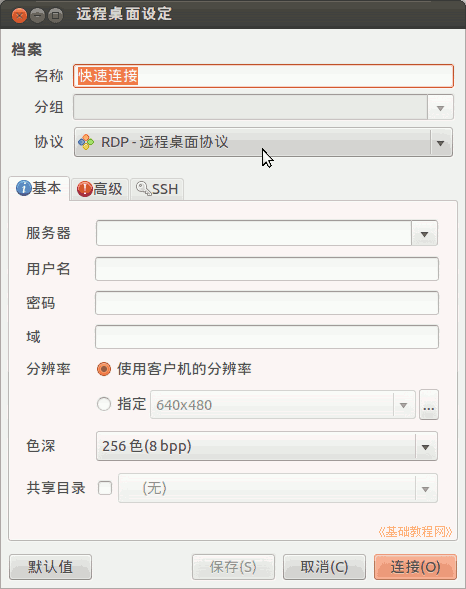 远程桌面设定
档案
名称 快速连接
分组
协议 RDP - 远程桌面协议
基本 高级 SSH
服务器
用户名
密码
域
分辨率 使用客户机的分辨率
指定 640x480 ...
色深 256 色(8 bpp)
共享目录 (无)
《基础教程网》
默认值 保存(S) 取消(C) 连接(O)